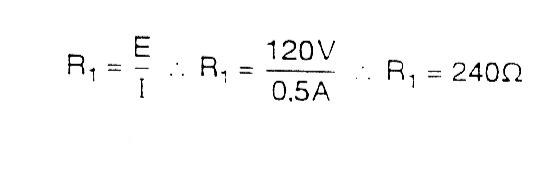 R₁ = E/I ∴ R₁ = 120V/0.5A ∴ R₁ = 240Ω